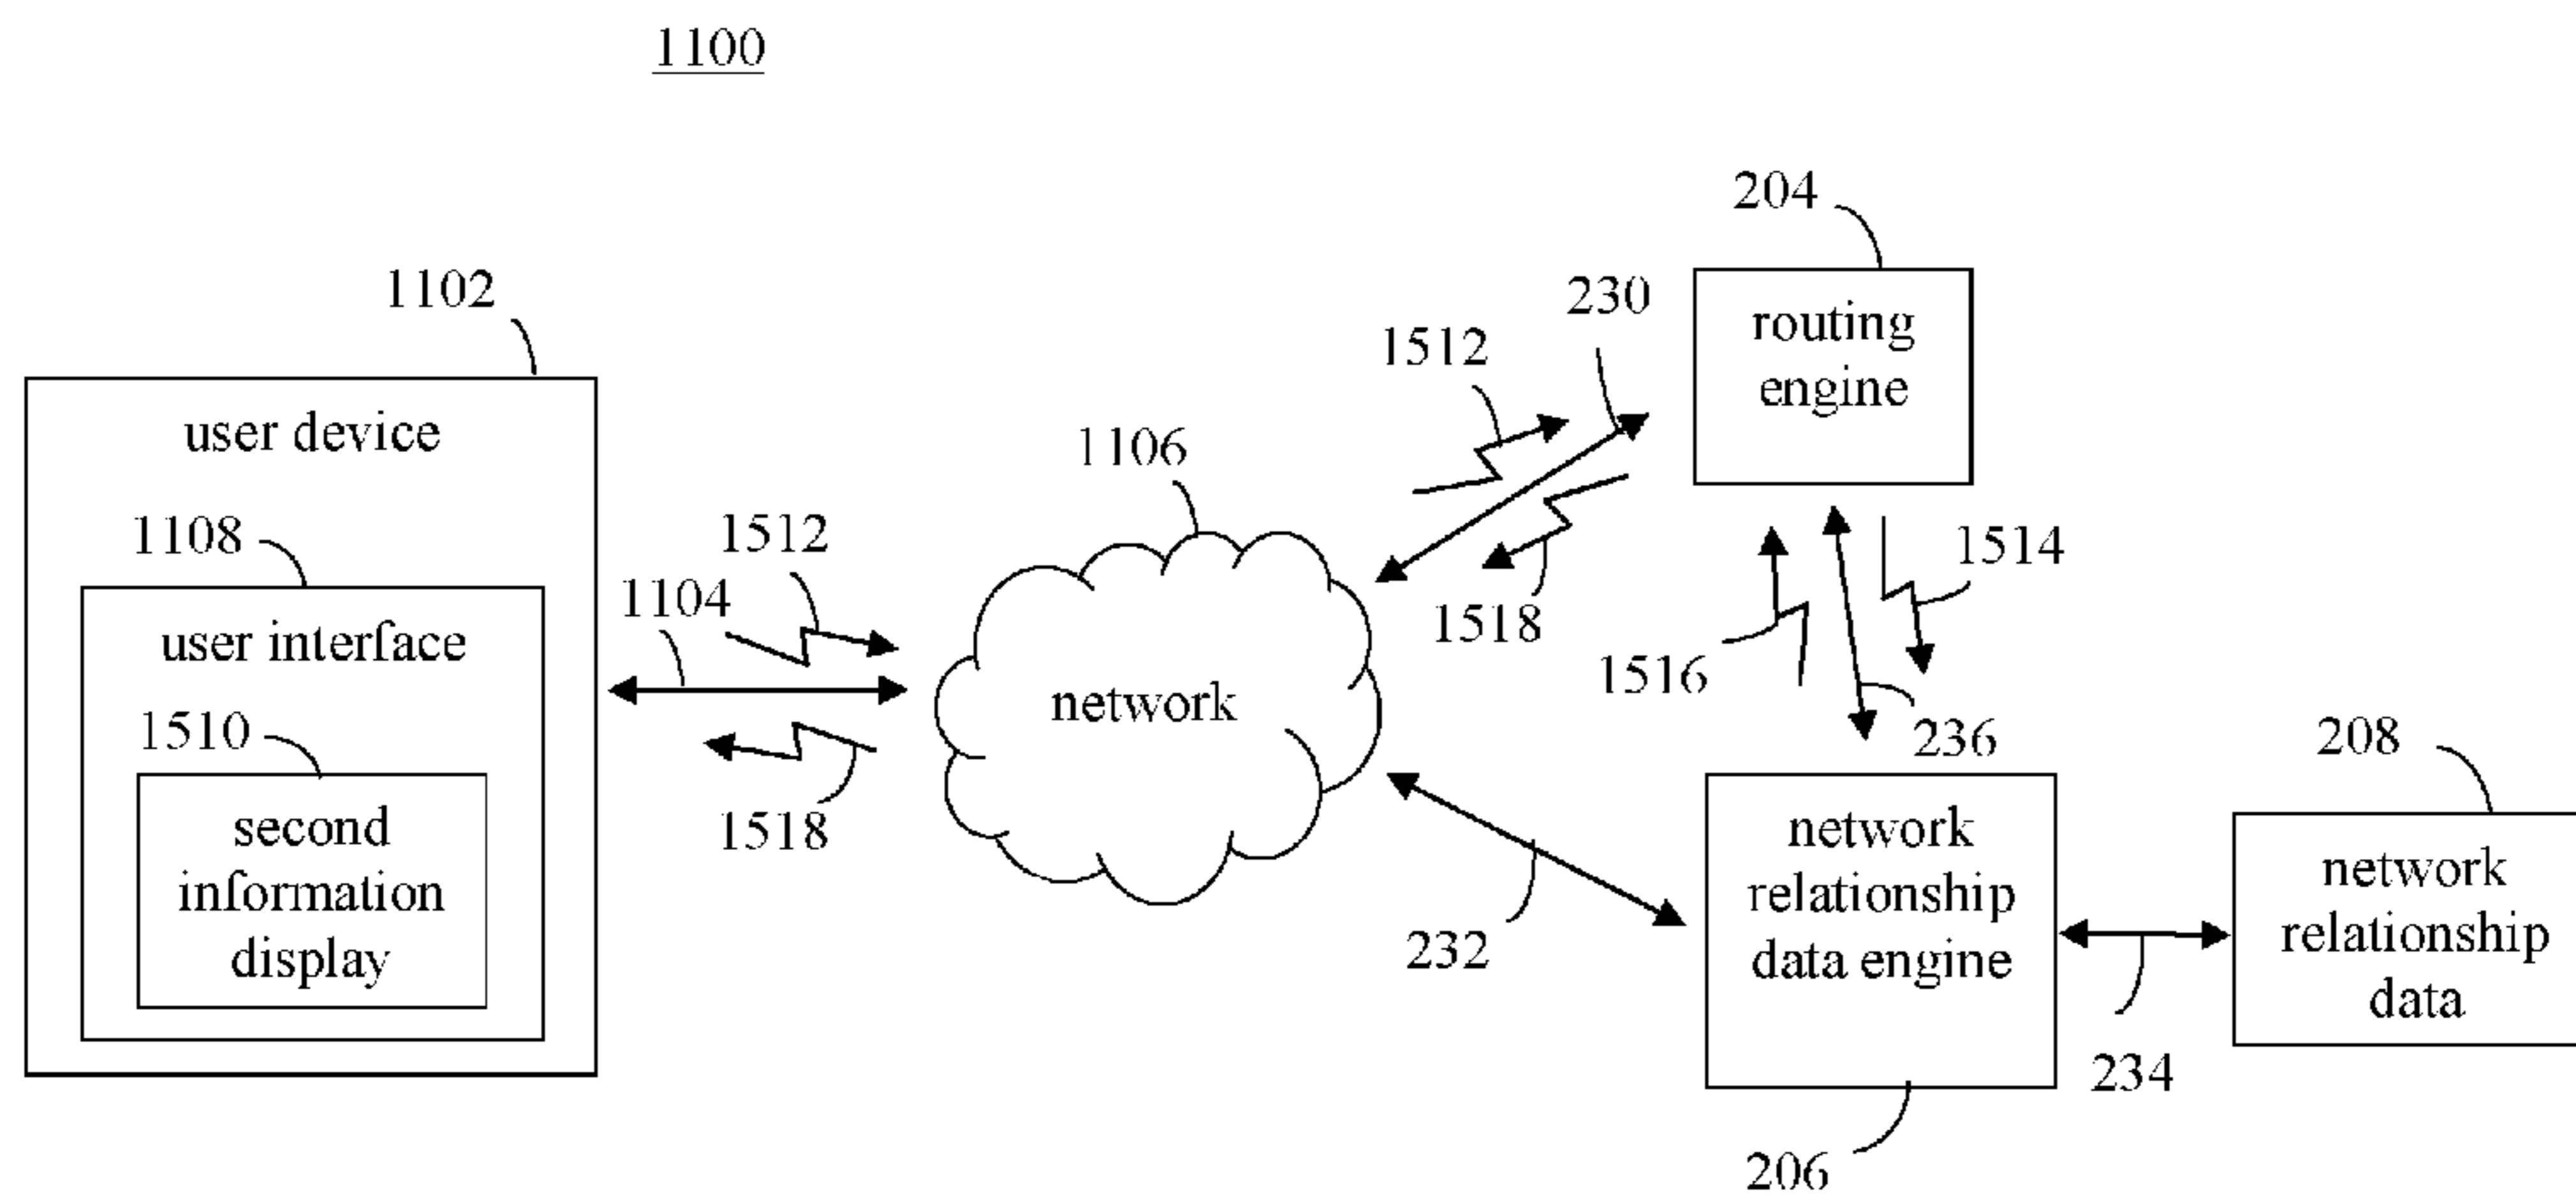 1100
204
230
1102
1512
routing
engine
user device
1106
1108
1512
1514
1104
1518
user interface
1516
network
1510
236
208
second
information
display
1518
network
relationship
data engine
network
relationship
data
232
234
206